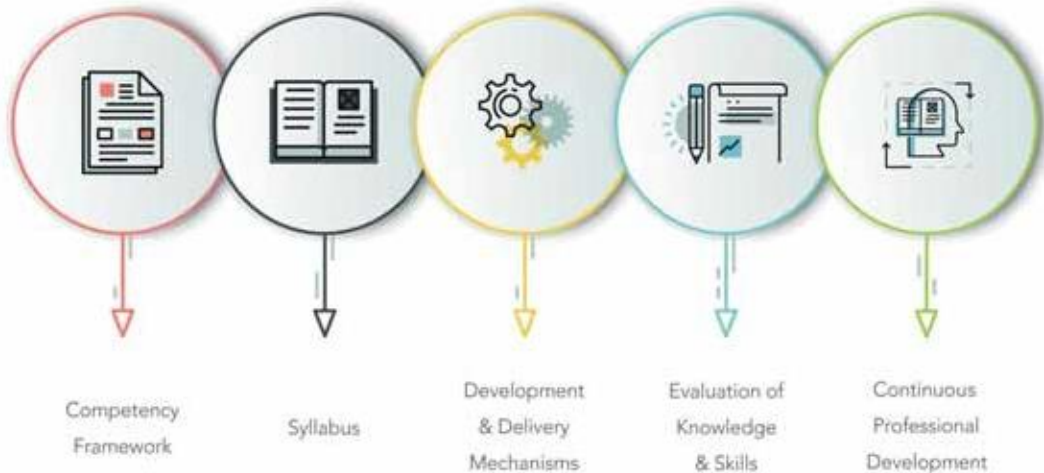 Competency
Framework
Syllabus
Development
& Delivery
Mechanisms
Evaluation of
Knowledge
& Skills
Continuous
Professional
Development